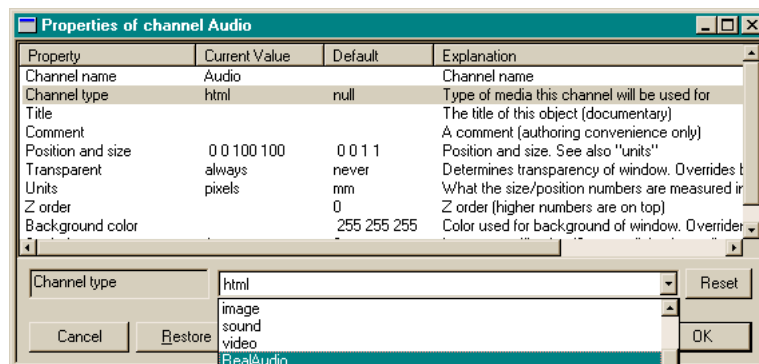 Properties of channel Audio
Property Current Value Default Explanation
Channel name Audio Channel name
Channel type html null Type of media this channel will be used for
Title The title of this object (documentary)
Comment A comment (authoring convenience only)
Position and size 0 0 100 100 0 0 1 1 Position and size. See also "units"
Transparent always never Determines transparency of window. Overrides
Units pixels mm What the size/position numbers are measured
Z order 0 Z order (higher numbers are on top)
Background color 255 255 255 Color used for background of window.
Channel type html Reset
image
sound
video
RealAudio
Cancel Restore OK